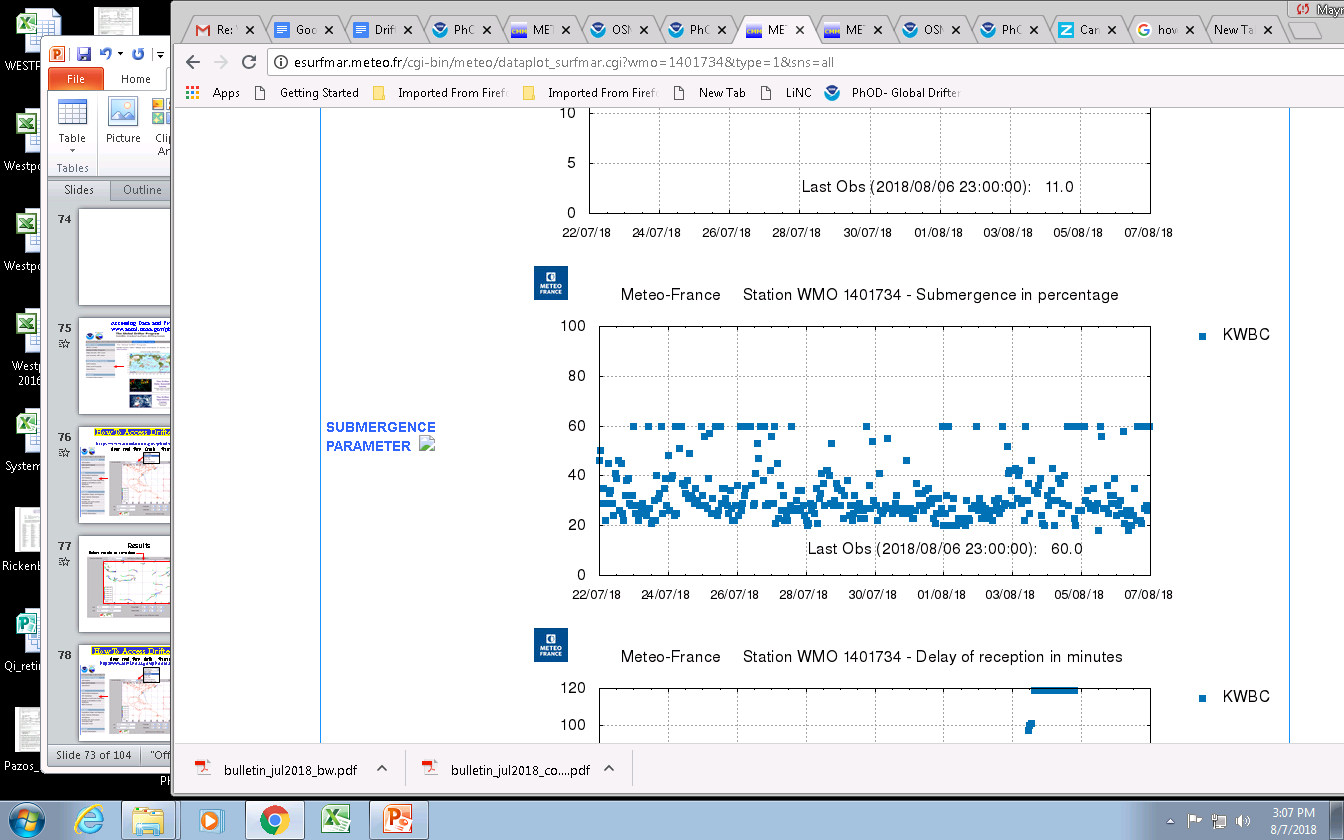 Mayr
Re:
Goo
Drift
PhO
MET
OSM
PhO
MET
MET
OSM
PhO
Can
how
New Ta
esurfmar.meteo.fr/cgi-bin/meteo/dataplot_surfmar.cgi?wmo=1401734&type=1&sns=all
Apps
Getting Started
Imported From Firef
Imported From Firef
New Tab
LiNC
PhOD- Global Drifter
WESTP
Westpo
Westpo
Westp
2016
System
Rickenb
Qi_retir
Pazos_
File
Home
Table
Picture
Clip
Ar
Tables
Slides
Outline
74
75
76
77
Results
78
Slide 73 of 104
"Off
10
5
0
Last Obs (2018/08/06 23:00:00): 11.0
22/07/18 24/07/18 26/07/18 28/07/18 30/07/18 01/08/18 03/08/18 05/08/18 07/08/18
METEO
FRANCE
Meteo-France Station WMO 1401734 - Submergence in percentage
SUBMERGENCE
PARAMETER
100
80
60
40
20
0
KWBC
Last Obs (2018/08/06 23:00:00): 60.0
22/07/18 24/07/18 26/07/18 28/07/18 30/07/18 01/08/18 03/08/18 05/08/18 07/08/18
METEO
FRANCE
Meteo-France Station WMO 1401734 - Delay of reception in minutes
120
100
KWBC
bulletin_jul2018_bw.pdf
bulletin_jul2018_co....pdf
PH
3:07 PM
8/7/2018